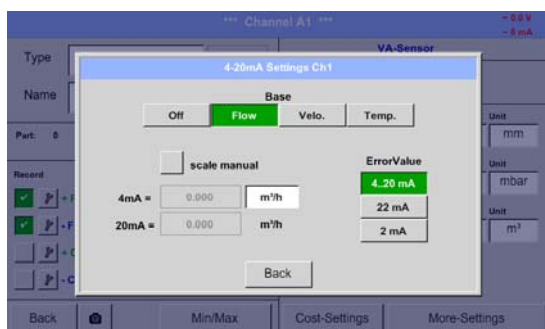 *** Channel A1 ***
- 0.0 V
- 0 mA
Type
VA-Sensor
4-20mA Settings Ch1
Name
Base
Off Flow Velo. Temp.
Unit
Part: 0
mm
scale manual
ErrorValue
Unit
Record
4..20 mA
mbar
4mA = 0.000 m³/h
22 mA
Unit
20mA = 0.000 m³/h
2 mA
m³
Back
Back Min/Max Cost-Settings More-Settings